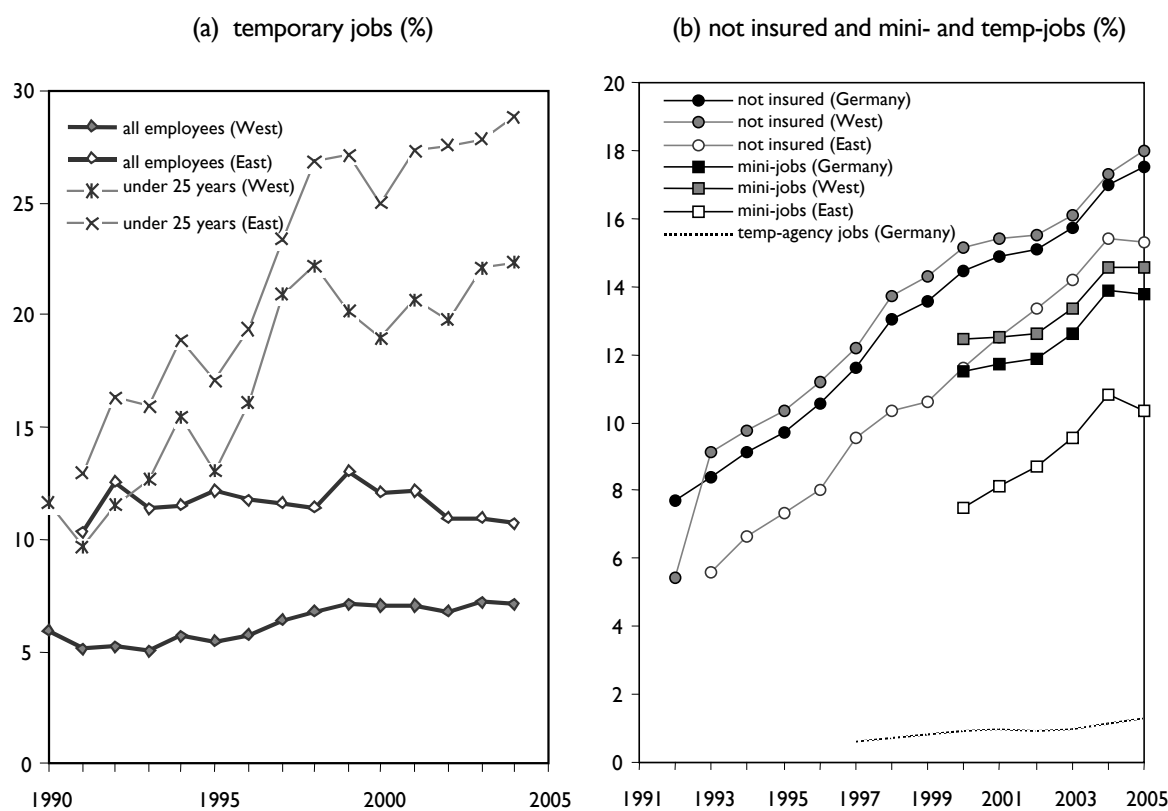 (a) temporary jobs (%)
30
25
20
15
10
5
0
all employees (West)
all employees (East)
under 25 years (West)
under 25 years (East)
1990 1995 2000 2005
(b) not insured and mini- and temp-jobs (%)
20
18
16
14
12
10
8
6
4
2
0
not insured (Germany)
not insured (West)
not insured (East)
mini-jobs (Germany)
mini-jobs (West)
mini-jobs (East)
temp-agency jobs (Germany)
1991 1993 1995 1997 1999 2001 2003 2005